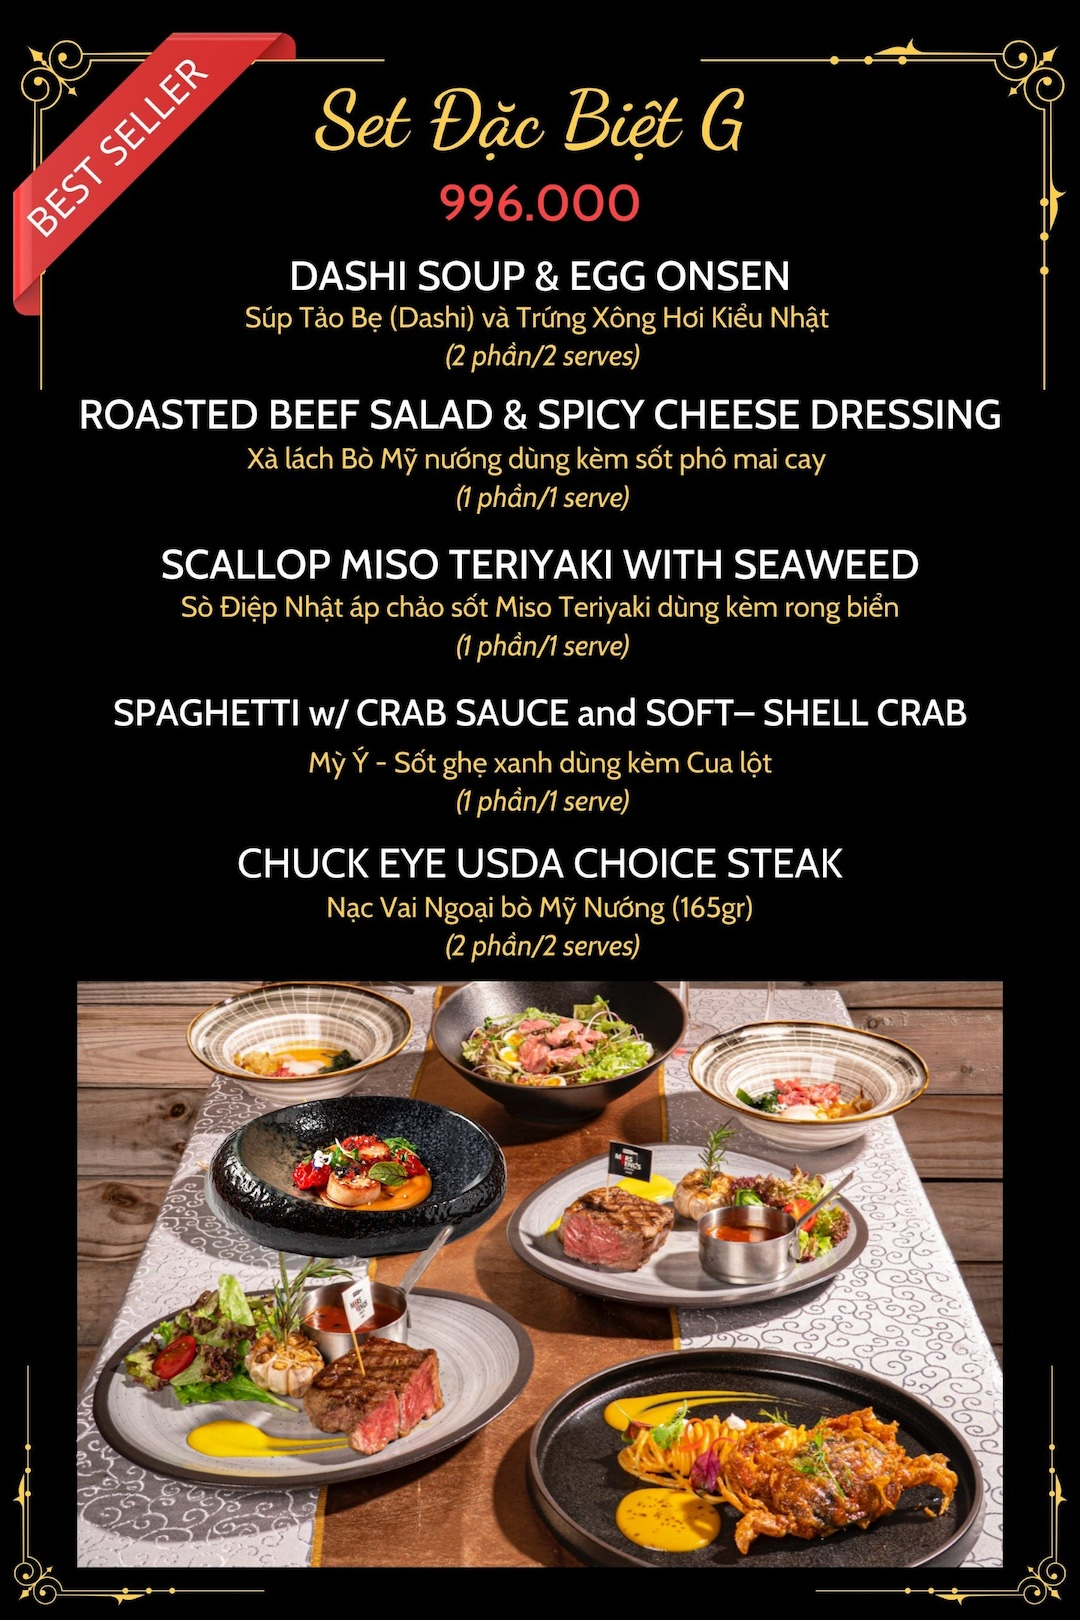 BEST SELLER
Set Đặc Biệt G
996.000
DASHI SOUP & EGG ONSEN
Súp Tảo Bẹ (Dashi) và Trứng Xông Hơi Kiểu Nhật
(2 phần/2 serves)
ROASTED BEEF SALAD & SPICY CHEESE DRESSING
Xà lách Bò Mỹ nướng dùng kèm sốt phô mai cay
(1 phần/1 serve)
SCALLOP MISO TERIYAKI WITH SEAWEED
Sò Điệp Nhật áp chảo sốt Miso Teriyaki dùng kèm rong biển
(1 phần/1 serve)
SPAGHETTI w/ CRAB SAUCE and SOFT– SHELL CRAB
Mỳ Ý - Sốt ghẹ xanh dùng kèm Cua lột
(1 phần/1 serve)
CHUCK EYE USDA CHOICE STEAK
Nạc Vai Ngoại bò Mỹ Nướng (165gr)
(2 phần/2 serves)